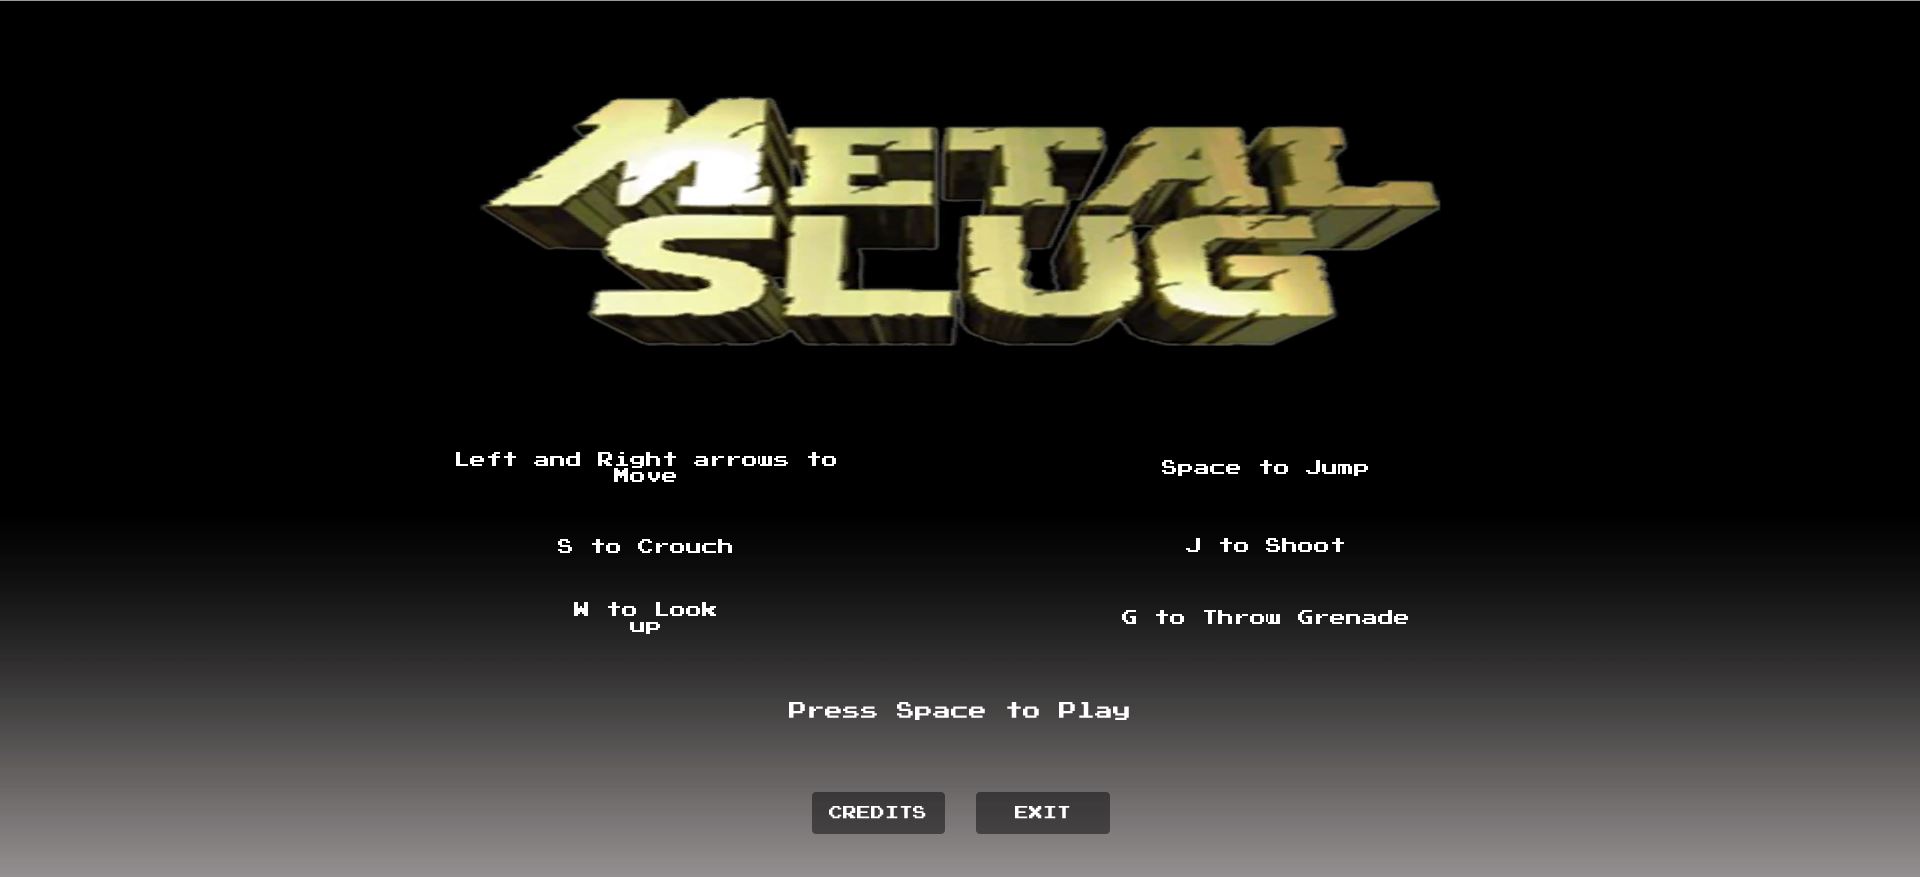 METAL
SLUG
Left and Right arrows to
Move
Space to Jump
S to Crouch
J to Shoot
W to Look
up
G to Throw Grenade
Press Space to Play
CREDITS
EXIT